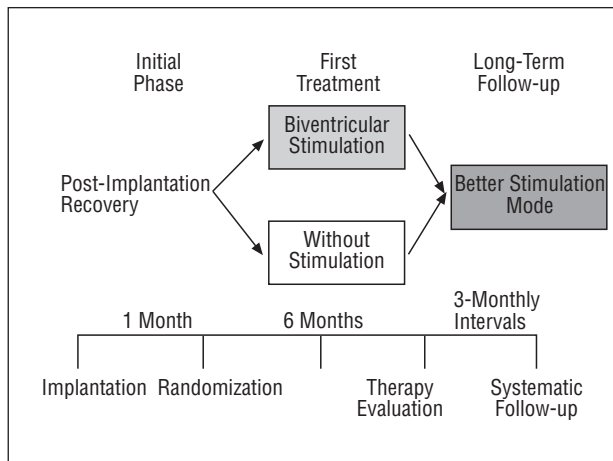 Initial
Phase
First
Treatment
Long-Term
Follow-up
Biventricular
Stimulation
Post-Implantation
Recovery
Better Stimulation
Mode
Without
Stimulation
1 Month
6 Months
3-Monthly
Intervals
Implantation
Randomization
Therapy
Evaluation
Systematic
Follow-up